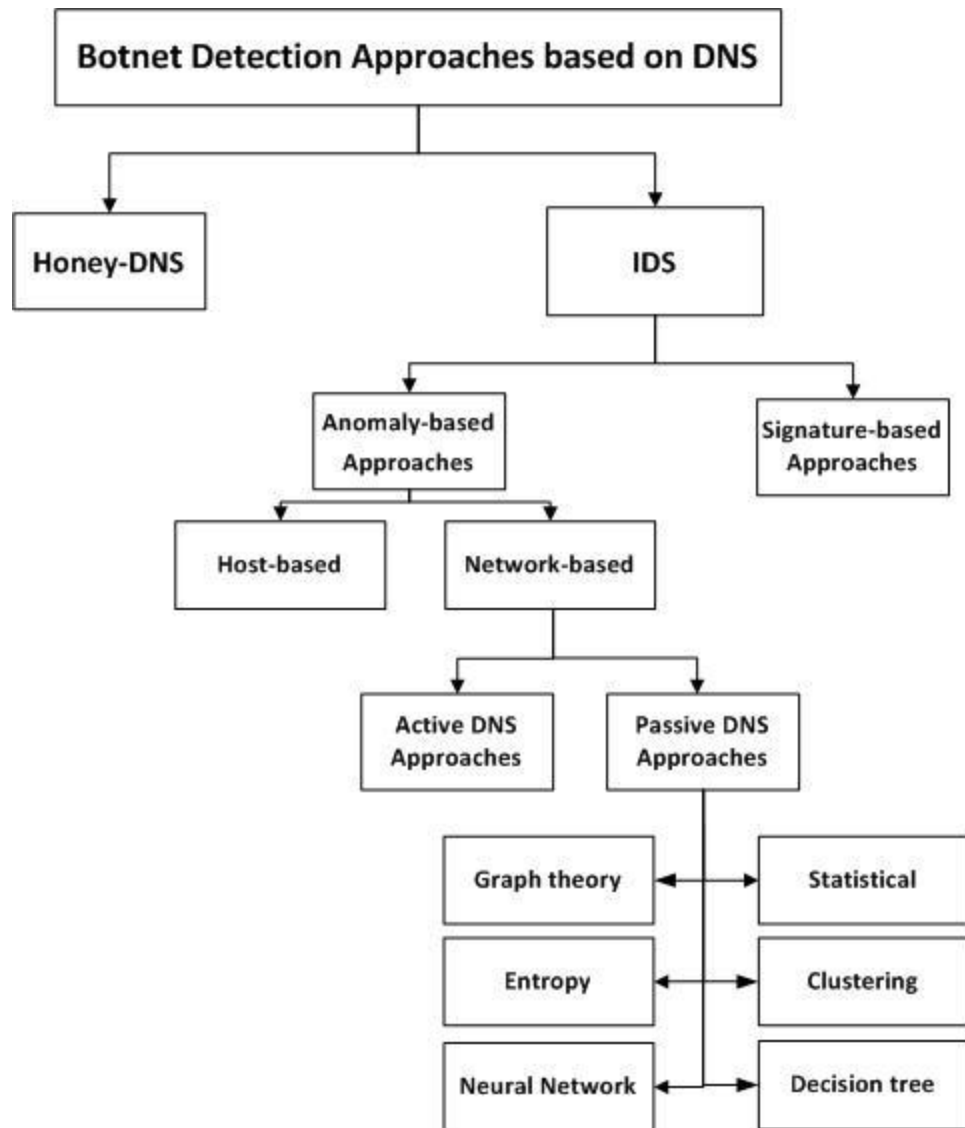 Botnet Detection Approaches based on DNS
Honey-DNS
IDS
Anomaly-based
Approaches
Signature-based
Approaches
Host-based
Network-based
Active DNS
Approaches
Passive DNS
Approaches
Graph theory
Statistical
Entropy
Clustering
Neural Network
Decision tree